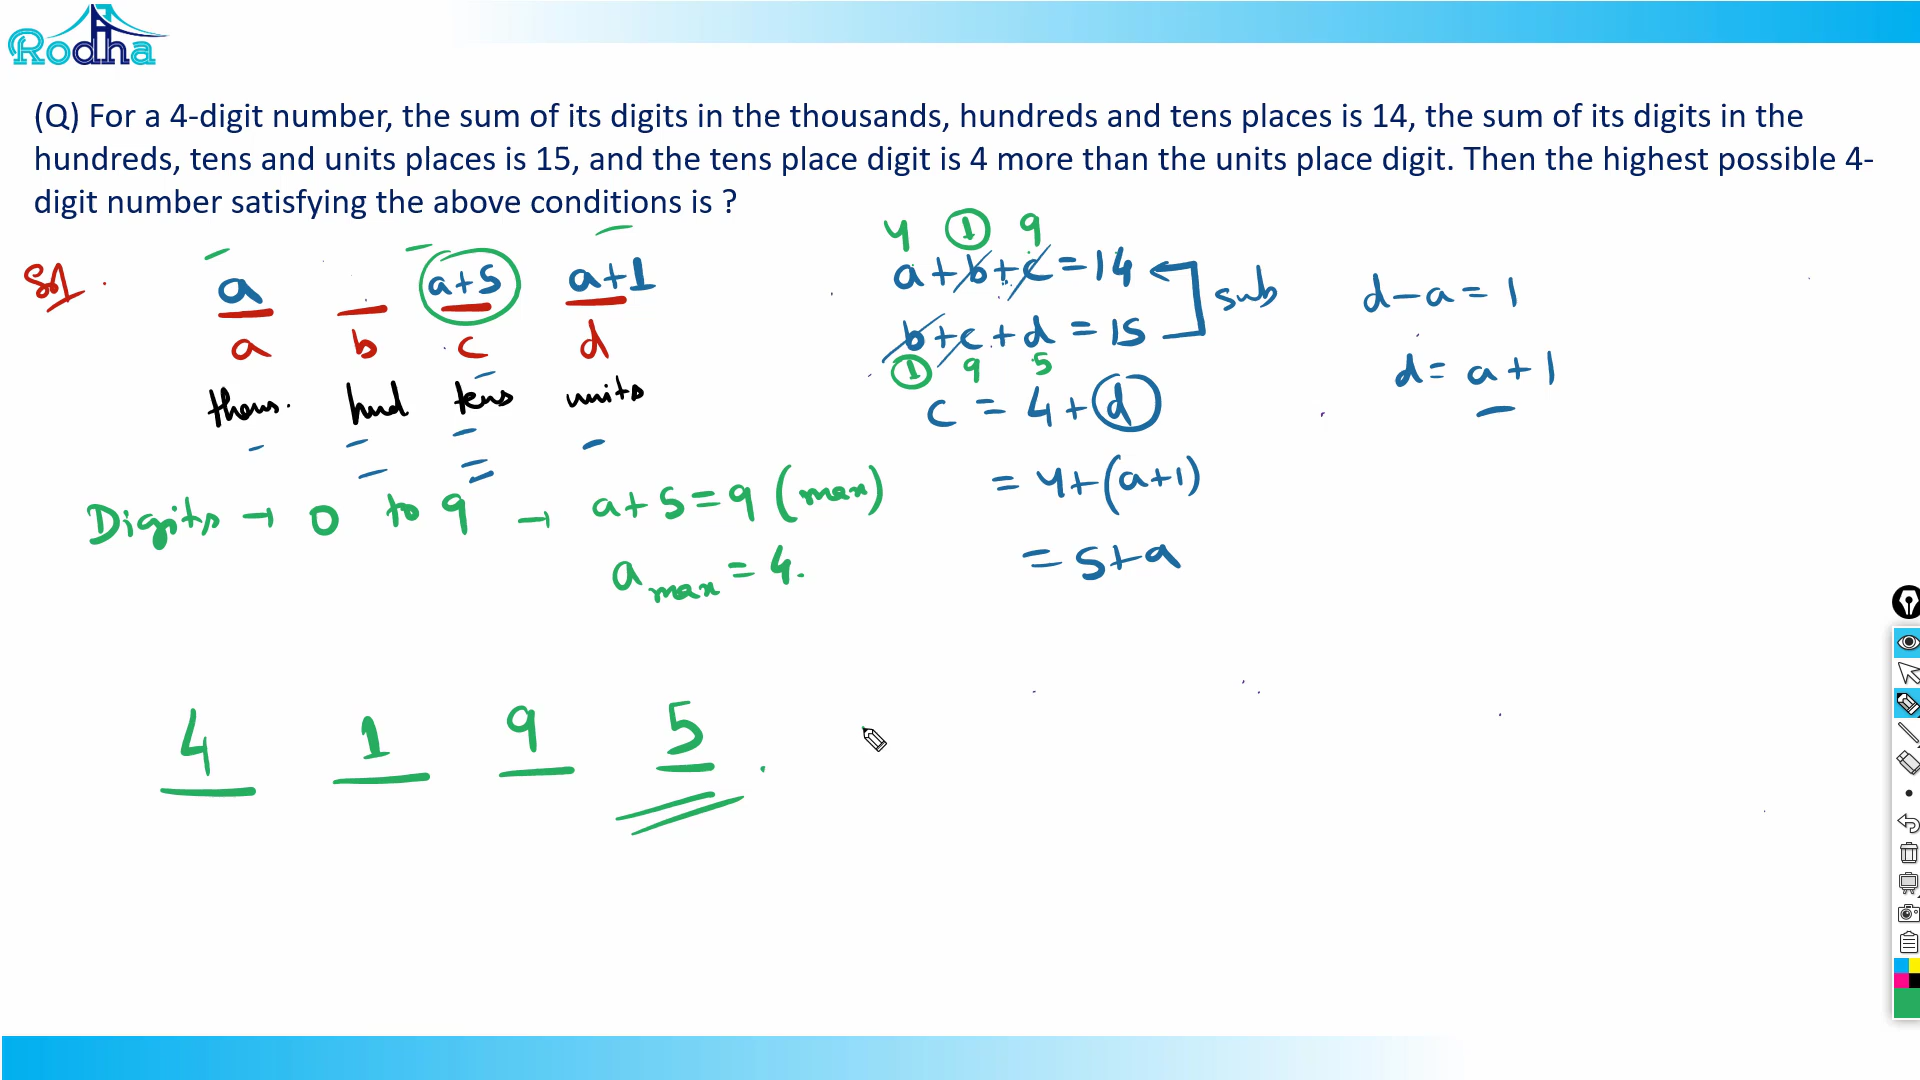 Rodha
(Q) For a 4-digit number, the sum of its digits in the thousands, hundreds and tens places is 14, the sum of its digits in the
hundreds, tens and units places is 15, and the tens place digit is 4 more than the units place digit. Then the highest possible 4-
digit number satisfying the above conditions is ?
Sol.
a a+5 a+1
a b c d
thous. hud tens units
4 1 9
a+b+c=14
b+c+d=15
sub
1 9 5
c = 4+d
= 4+(a+1)
= 5+a
d-a=1
d= a+1
Digits → 0 to 9 → a+5=9 (max)
a max = 4.
4 1 9 5.